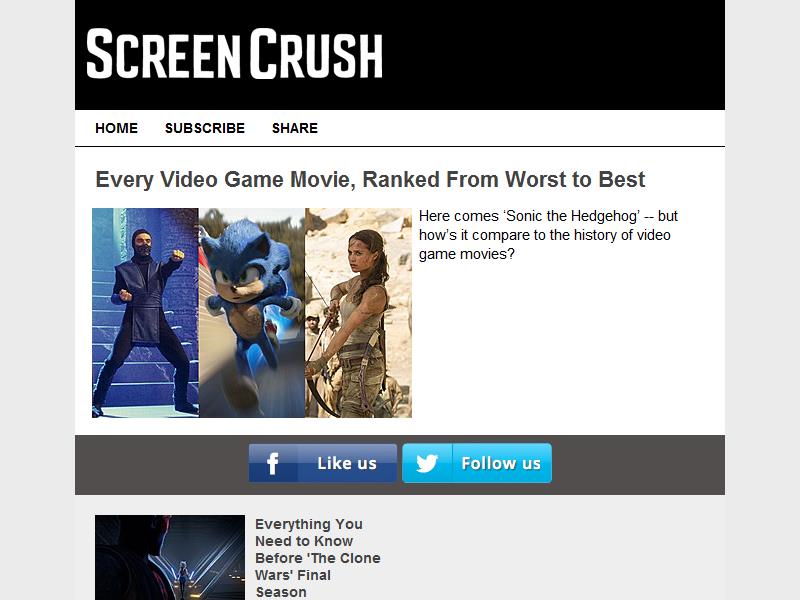 SCREENCRUSH
HOME SUBSCRIBE SHARE
Every Video Game Movie, Ranked From Worst to Best
Here comes ‘Sonic the Hedgehog’ -- but
how’s it compare to the history of video
game movies?
f Like us
Follow us
Everything You
Need to Know
Before 'The Clone
Wars' Final
Season